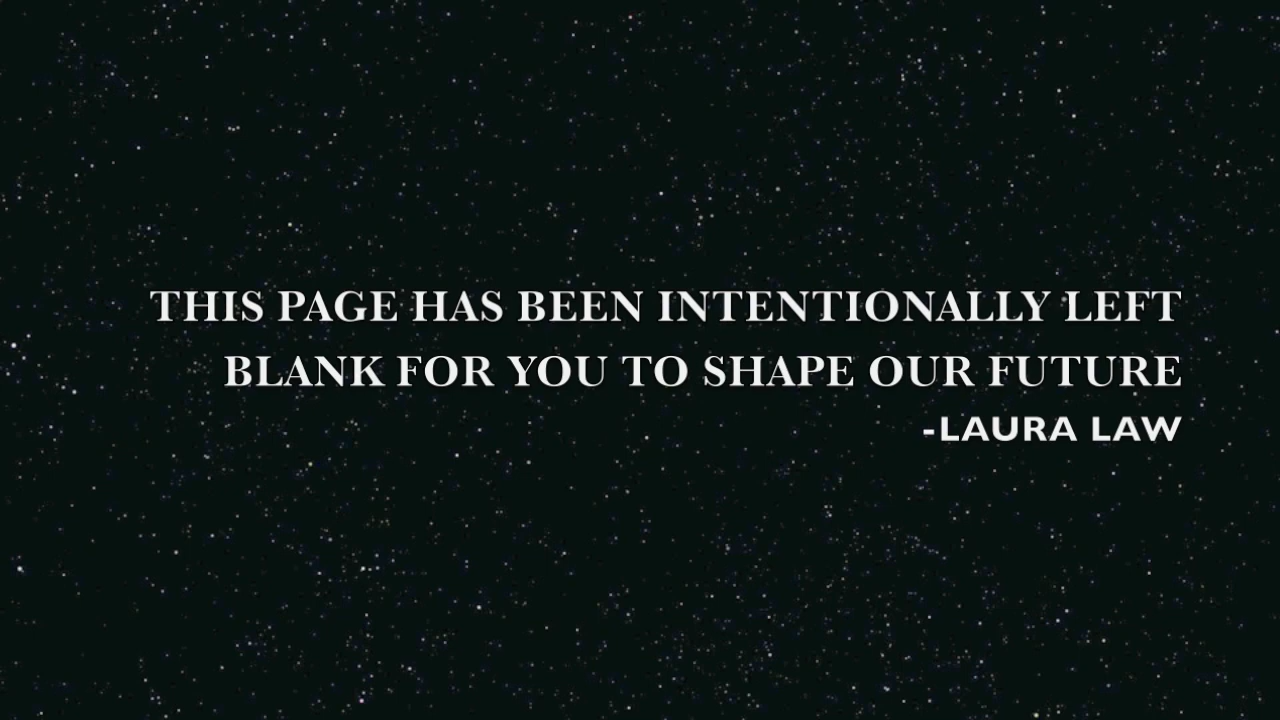 THIS PAGE HAS BEEN INTENTIONALLY LEFT
BLANK FOR YOU TO SHAPE OUR FUTURE
-LAURA LAW